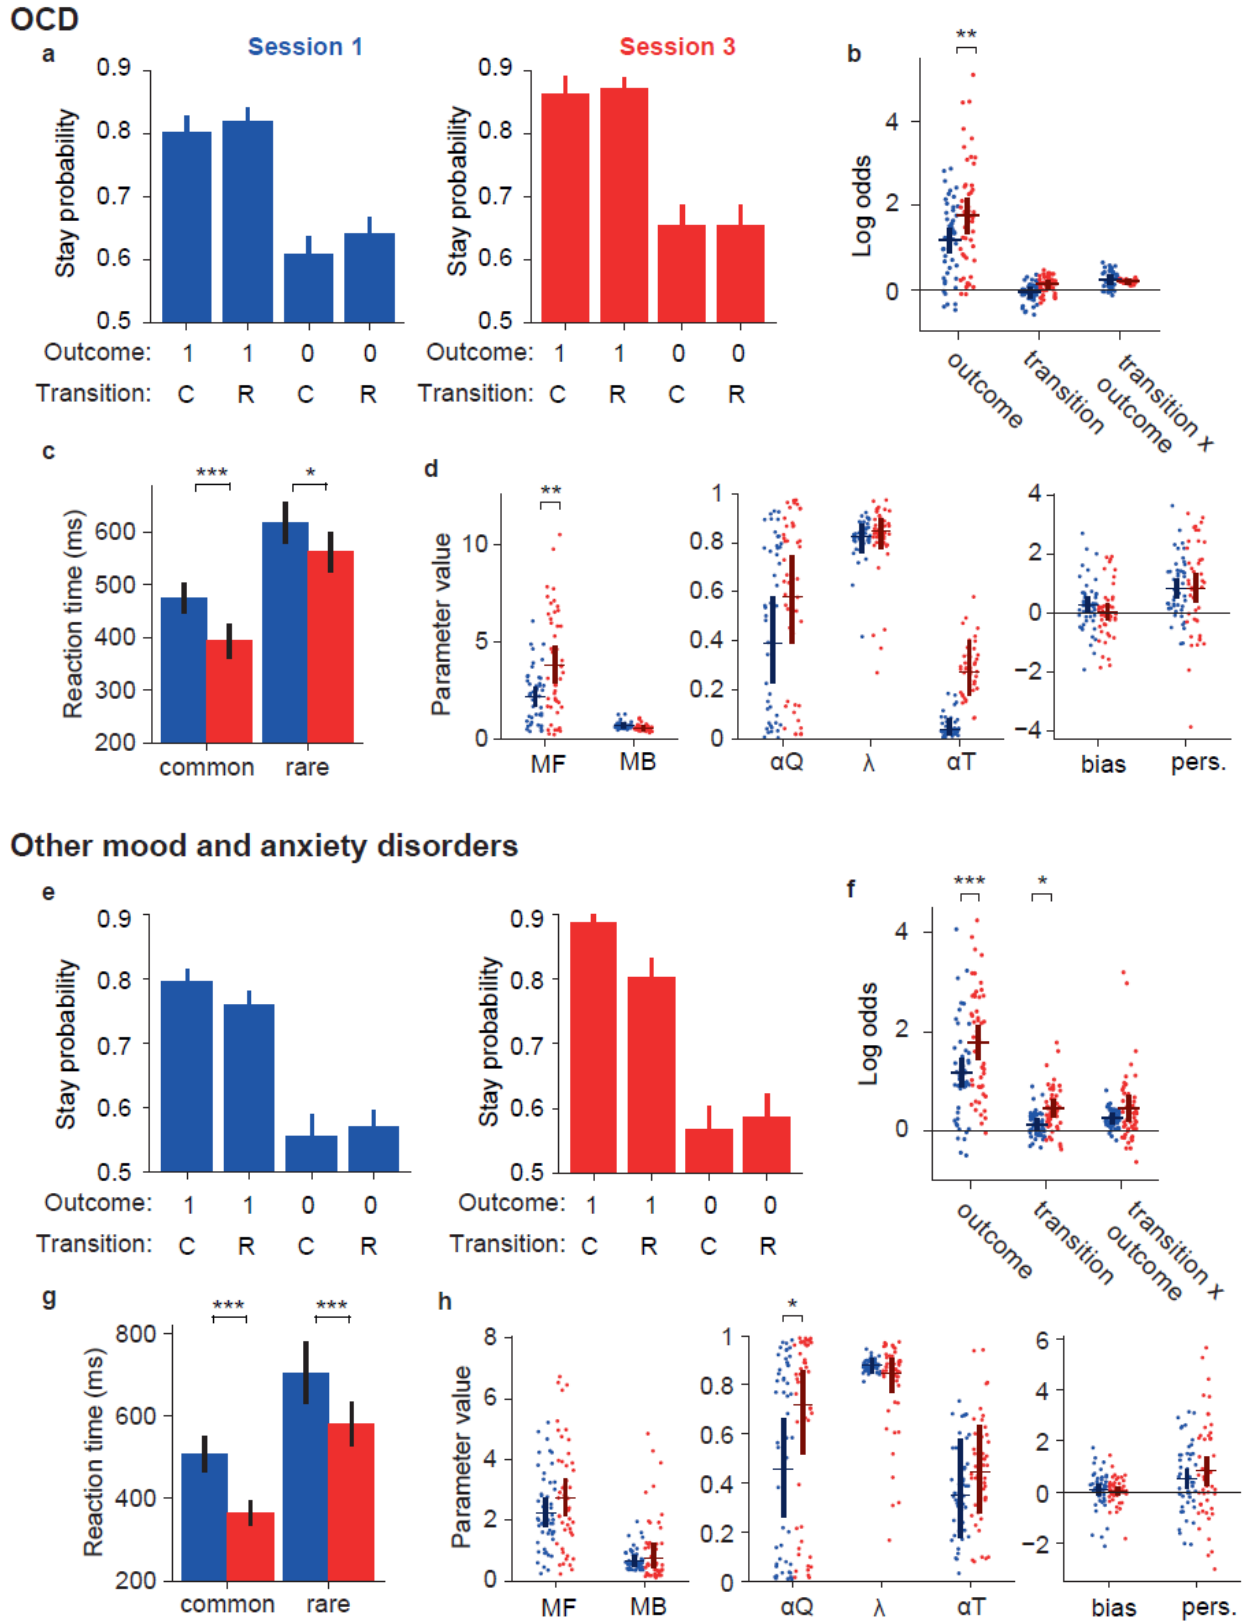 OCD
a
Session 1
Session 3
b
**
0.9
0.8
0.7
0.6
0.5
Stay probability
0.9
0.8
0.7
0.6
0.5
Stay probability
4
2
0
Log odds
Outcome: 1 1 0 0
Transition: C R C R
Outcome: 1 1 0 0
Transition: C R C R
outcome
transition
transition x
outcome
c
*** *
600
500
400
300
200
Reaction time (ms)
common rare
d
**
10
5
0
Parameter value
MF MB
1
0.8
0.6
0.4
0.2
0
αQ λ αT
4
2
0
−2
−4
bias pers.
Other mood and anxiety disorders
e
0.9
0.8
0.7
0.6
0.5
Stay probability
0.9
0.8
0.7
0.6
0.5
Stay probability
f
*** *
4
2
0
Log odds
Outcome: 1 1 0 0
Transition: C R C R
Outcome: 1 1 0 0
Transition: C R C R
outcome
transition
transition x
outcome
g
*** ***
800
600
400
200
Reaction time (ms)
common rare
h
8
6
4
2
0
Parameter value
MF MB
*
1
0.8
0.6
0.4
0.2
0
αQ λ αT
6
4
2
0
−2
bias pers.